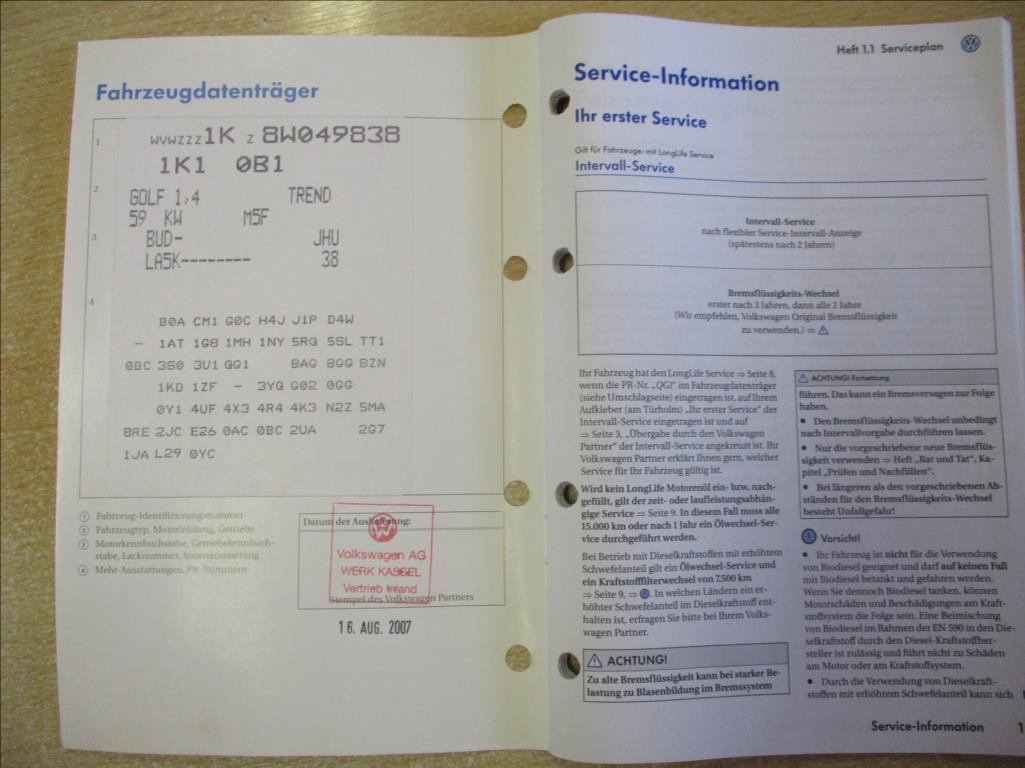 Fahrzeugdatenträger
1
WVWZZZ1K Z 8W049838
1K1 0B1
2
GOLF 1,4 TREND
59 KW M5F
3
BUD- JHU
LA5K-------- 38
4
B0A CM1 G0C H4J J1P D4W
- 1AT 1G8 1MH 1NY 5RQ 5SL TT1
0BC 3S0 3U1 QG1 8AG 8GG 8ZN
1KD 1ZF - 3YQ G02 0GG
0Y1 4UF 4X3 4R4 4K3 N2Z 5MA
8RE 2JC E26 0AC 0BC 2UA 2G7
1JA L29 0YC
1 Fahrzeug-Identifizierungsnummer
2 Fahrzeugtyp, Motorleistung, Getriebe
3 Motorkennbuchstabe, Getriebekennbuch-
stabe, Lacknummer, Innenausstattung
4 Mehr-Ausstattungen, PR-Nummern
Datum der Auslieferung:
Volkswagen AG
WERK KASSEL
Vertrieb Inland
Stempel des Volkswagen Partners
16. AUG. 2007
Heft 1.1 Serviceplan
Service-Information
Ihr erster Service
Gilt für Fahrzeuge: mit LongLife Service
Intervall-Service
Intervall-Service
nach flexibler Service-Intervall-Anzeige
(spätestens nach 2 Jahren)
Bremsflüssigkeits-Wechsel
erster nach 3 Jahren, dann alle 2 Jahre
(Wir empfehlen, Volkswagen Original Bremsflüssigkeit
zu verwenden.) ⇒ ⚠
Ihr Fahrzeug hat den LongLife Service ⇒ Seite 8,
wenn die PR-Nr. „QG1" im Fahrzeugdatenträger
(siehe Umschlagseite) eingetragen ist, auf Ihrem
Aufkleber (am Türholm) „Ihr erster Service" der
Intervall-Service eingetragen ist und auf
⇒ Seite 3, „Übergabe durch den Volkswagen
Partner" der Intervall-Service angekreuzt ist. Ihr
Volkswagen Partner erklärt Ihnen gern, welcher
Service für Ihr Fahrzeug gültig ist.
Wird kein LongLife Motorenöl ein- bzw. nach-
gefüllt, gilt der zeit- oder laufleistungsabhän-
gige Service ⇒ Seite 9. In diesem Fall muss alle
15.000 km oder nach 1 Jahr ein Ölwechsel-Ser-
vice durchgeführt werden.
Bei Betrieb mit Dieselkraftstoffen mit erhöhtem
Schwefelanteil gilt ein Ölwechsel-Service und
ein Kraftstofffilterwechsel von 7.500 km
⇒ Seite 9, ⇒ ❗. In welchen Ländern ein er-
höhter Schwefelanteil im Dieselkraftstoff ent-
halten ist, erfragen Sie bitte bei Ihrem Volks-
wagen Partner.
⚠ ACHTUNG!
Zu alte Bremsflüssigkeit kann bei starker Be-
lastung zu Blasenbildung im Bremssystem
⚠ ACHTUNG! Fortsetzung
führen. Das kann ein Bremsversagen zur Folge
haben.
• Den Bremsflüssigkeits-Wechsel unbedingt
nach Intervallvorgabe durchführen lassen.
• Nur die vorgeschriebene neue Bremsflüs-
sigkeit verwenden ⇒ Heft „Rat und Tat", Ka-
pitel „Prüfen und Nachfüllen".
• Bei längeren als den vorgeschriebenen Ab-
ständen für den Bremsflüssigkeits-Wechsel
besteht Unfallgefahr!
Vorsicht!
• Ihr Fahrzeug ist nicht für die Verwendung
von Biodiesel geeignet und darf auf keinen Fall
mit Biodiesel betankt und gefahren werden.
Wenn Sie dennoch Biodiesel tanken, können
Motorschäden und Beschädigungen am Kraft-
stoffsystem die Folge sein. Eine Beimischung
von Biodiesel im Rahmen der EN 590 in den Die-
selkraftstoff durch den Dieselkraftstoffher-
steller ist zulässig und führt nicht zu Schäden
am Motor oder am Kraftstoffsystem.
• Durch die Verwendung von Dieselkraft-
stoffen mit erhöhtem Schwefelanteil kann sich
Service-Information 1